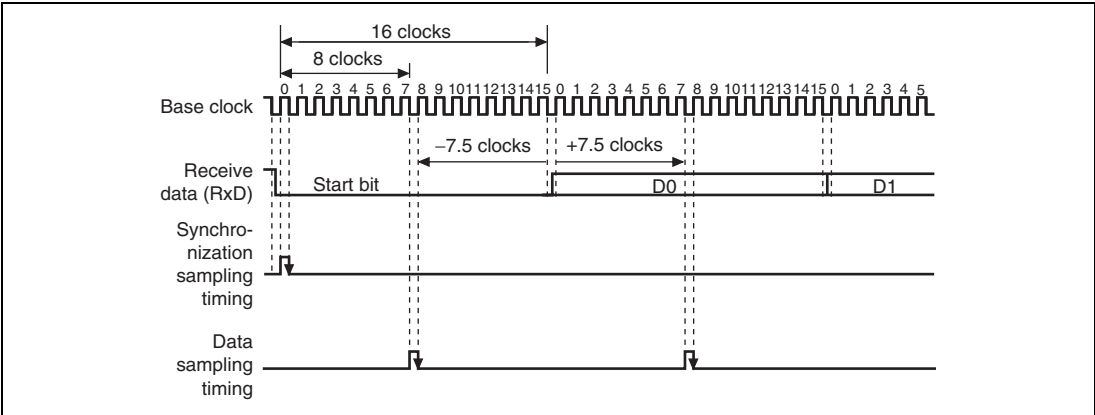 16 clocks
8 clocks
0 1 2 3 4 5 6 7 8 9 10 11 12 13 14 15 0 1 2 3 4 5 6 7 8 9 10 11 12 13 14 15 0 1 2 3 4 5
Base clock
−7.5 clocks +7.5 clocks
Receive
data (RxD)
Start bit D0 D1
Synchro-
nization
sampling
timing
Data
sampling
timing